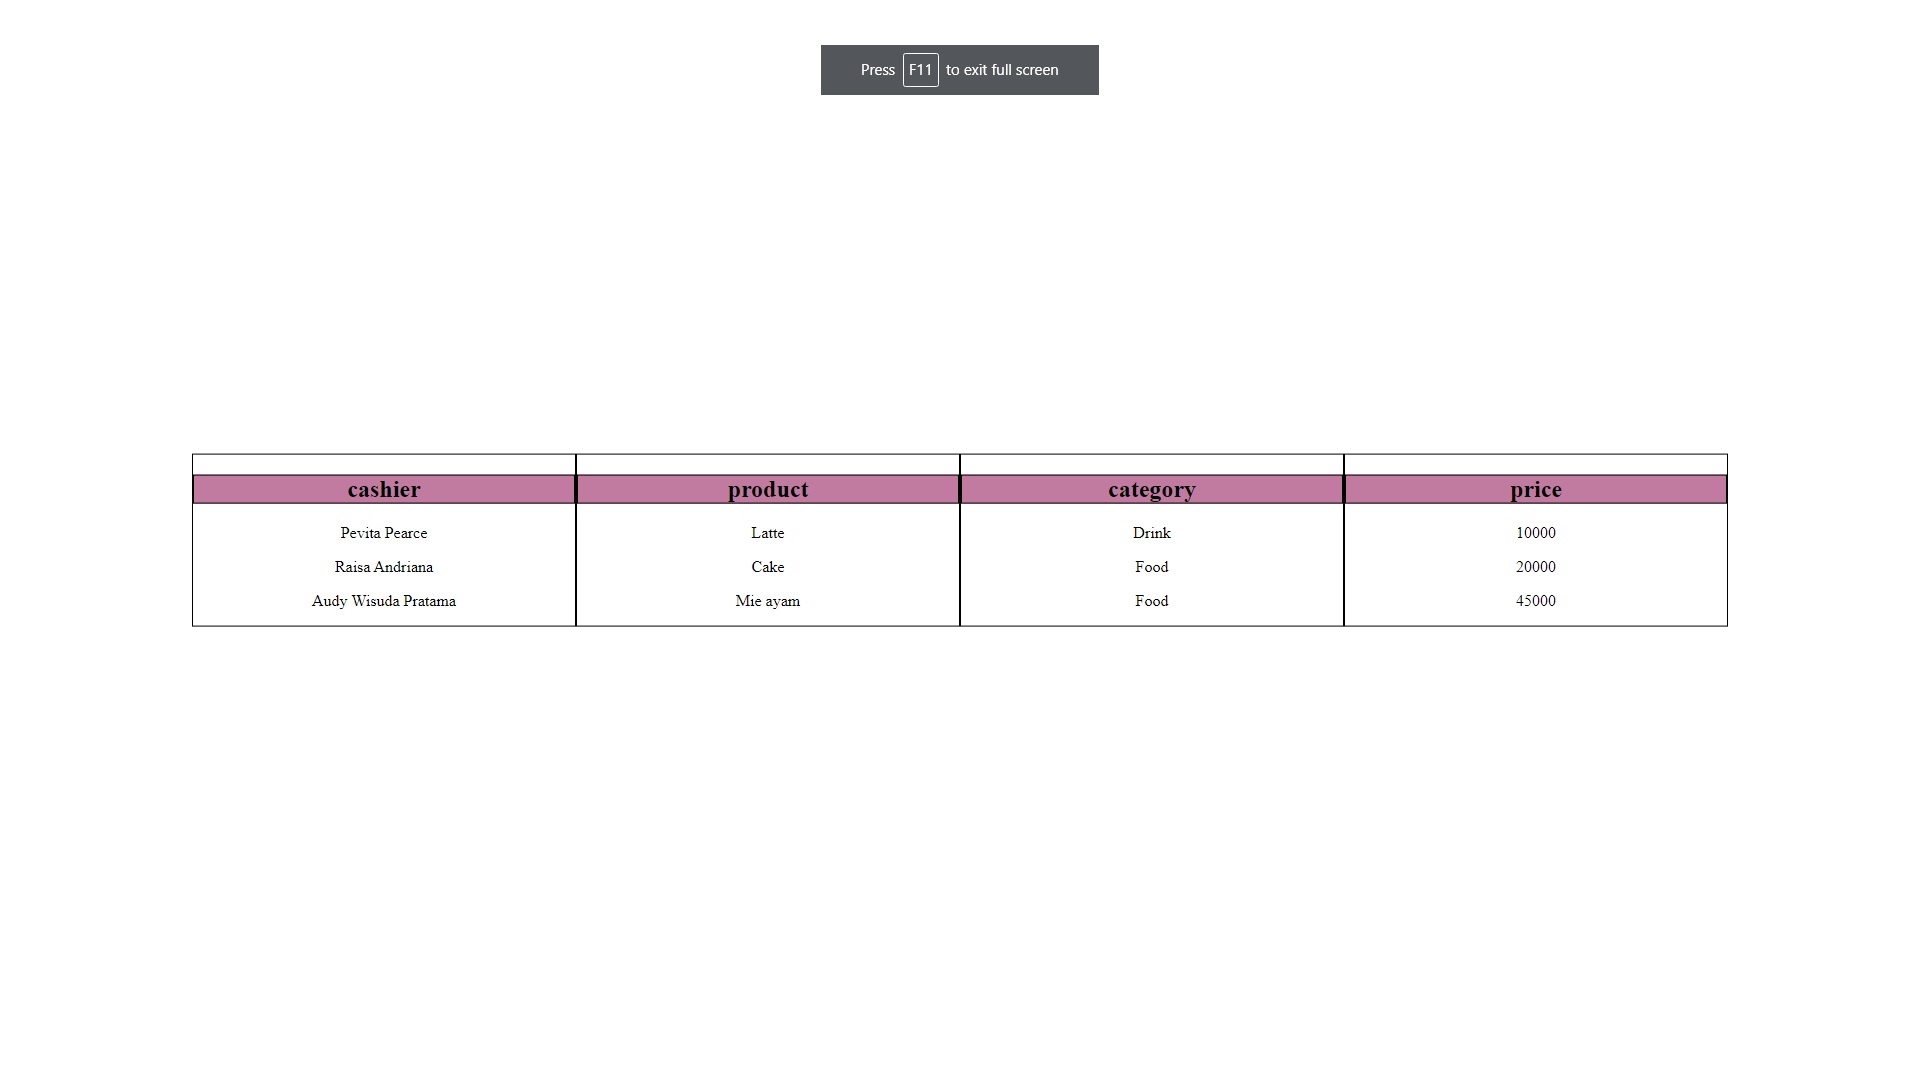 Press F11 to exit full screen
cashier product category price
Pevita Pearce Latte Drink 10000
Raisa Andriana Cake Food 20000
Audy Wisuda Pratama Mie ayam Food 45000